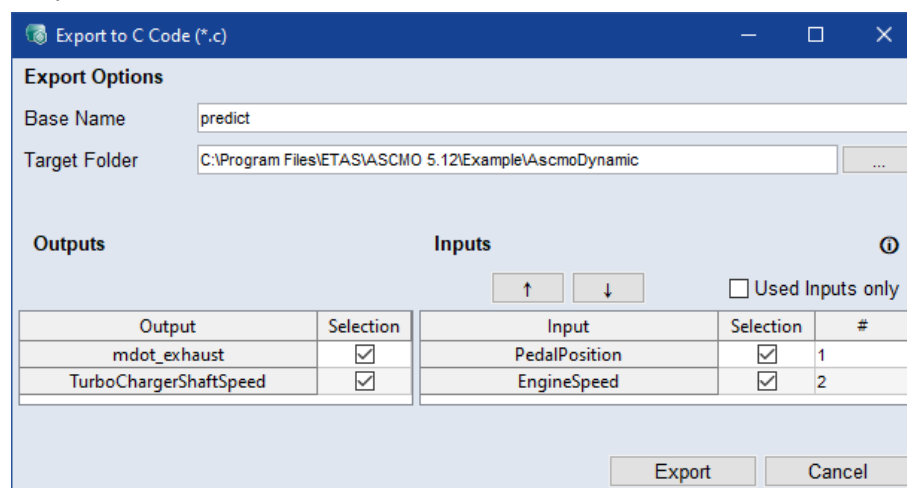 Export to C Code (*.c)
Export Options
Base Name predict
Target Folder C:\Program Files\ETAS\ASCMO 5.12\Example\AscmoDynamic ...
Outputs Inputs
↑ ↓ Used Inputs only
Output Selection Input Selection #
mdot_exhaust PedalPosition 1
TurboChargerShaftSpeed EngineSpeed 2
Export Cancel